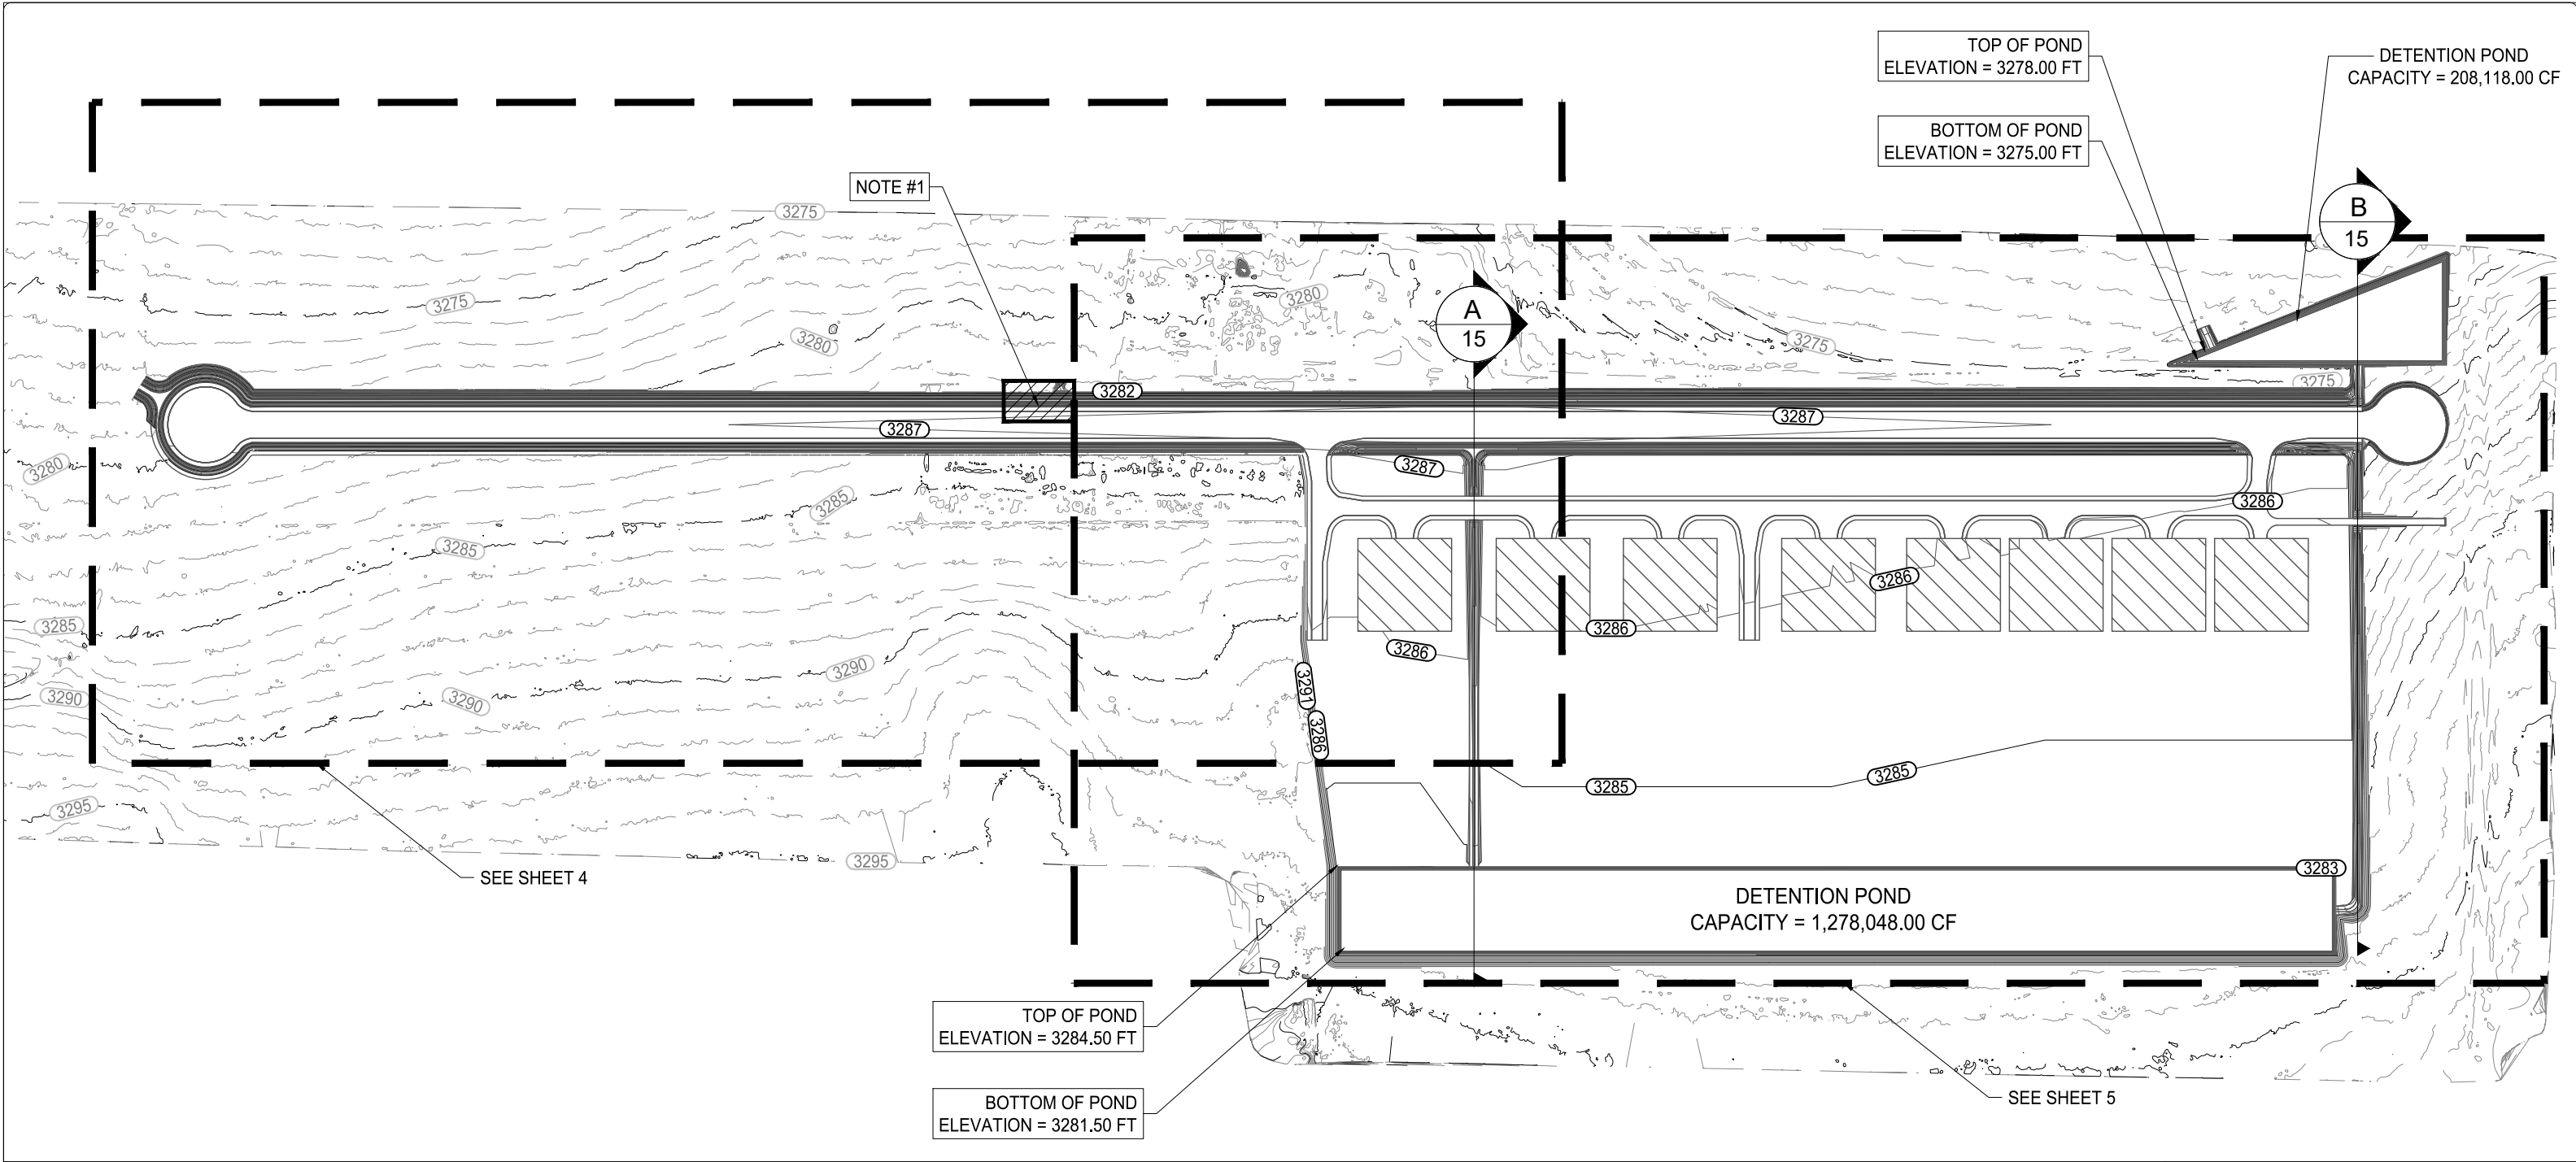 TOP OF POND
ELEVATION = 3278.00 FT
DETENTION POND
CAPACITY = 208,118.00 CF
BOTTOM OF POND
ELEVATION = 3275.00 FT
NOTE #1
B
15
3275
3275
3280
3280
A
15
3275
3275
3282
3287
3287
3287
3280
3285
3285
3286
3286
3286
3286
3285
3290
3290
3290
3291
3286
3285
3285
3295
3295
3283
SEE SHEET 4
DETENTION POND
CAPACITY = 1,278,048.00 CF
TOP OF POND
ELEVATION = 3284.50 FT
BOTTOM OF POND
ELEVATION = 3281.50 FT
SEE SHEET 5